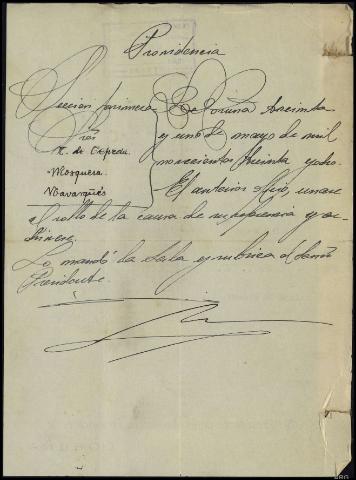 Providencia
Sección primera
Sres
R. de Cepeda.
Mosquera
Navarqués
La Coruña treinta
y uno de mayo de mil
novecientos treinta y ocho.
El anterior oficio, únase
al rollo de la causa de su referencia y ar-
chívese
Lo mandó la Sala y rubrica el Señor
Presidente.